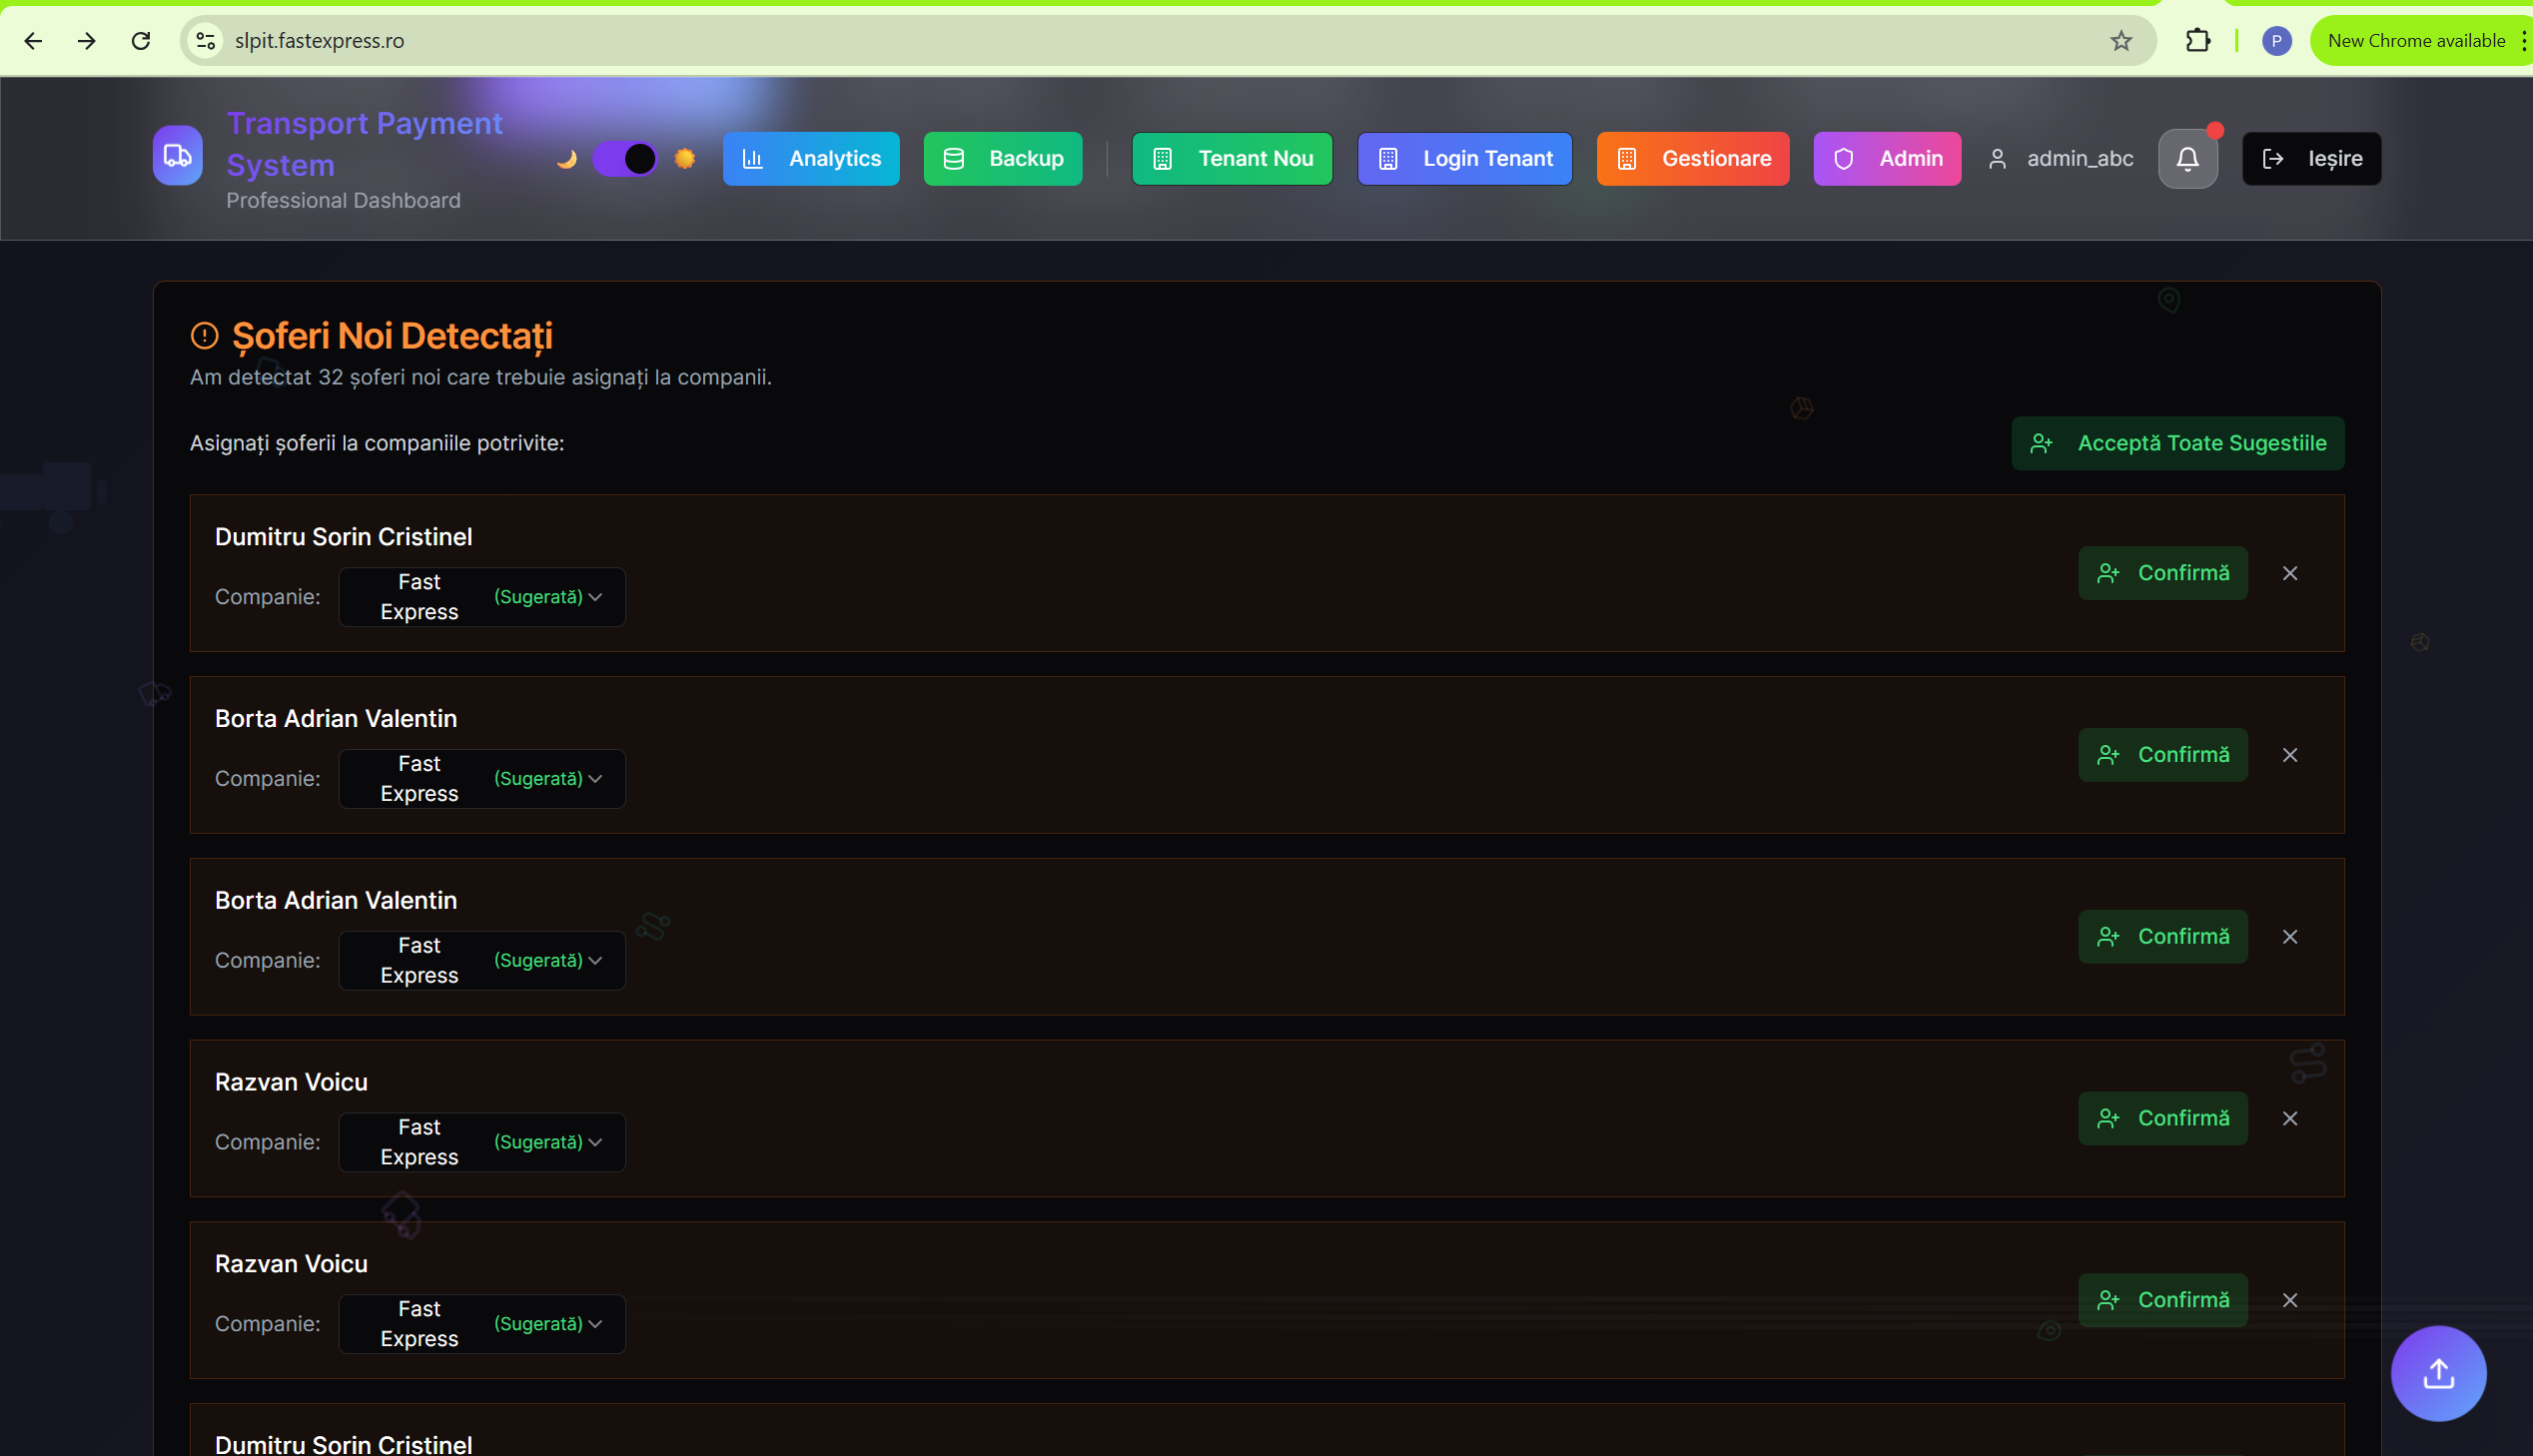 slpit.fastexpress.ro
P
New Chrome available
Transport Payment
System
Professional Dashboard
Analytics
Backup
Tenant Nou
Login Tenant
Gestionare
Admin
admin_abc
Ieșire
Șoferi Noi Detectați
Am detectat 32 șoferi noi care trebuie asignați la companii.
Asignați șoferii la companiile potrivite:
Acceptă Toate Sugestiile
Dumitru Sorin Cristinel
Companie:
Fast
Express
(Sugerată)
Confirmă
Borta Adrian Valentin
Companie:
Fast
Express
(Sugerată)
Confirmă
Borta Adrian Valentin
Companie:
Fast
Express
(Sugerată)
Confirmă
Razvan Voicu
Companie:
Fast
Express
(Sugerată)
Confirmă
Razvan Voicu
Companie:
Fast
Express
(Sugerată)
Confirmă
Dumitru Sorin Cristinel